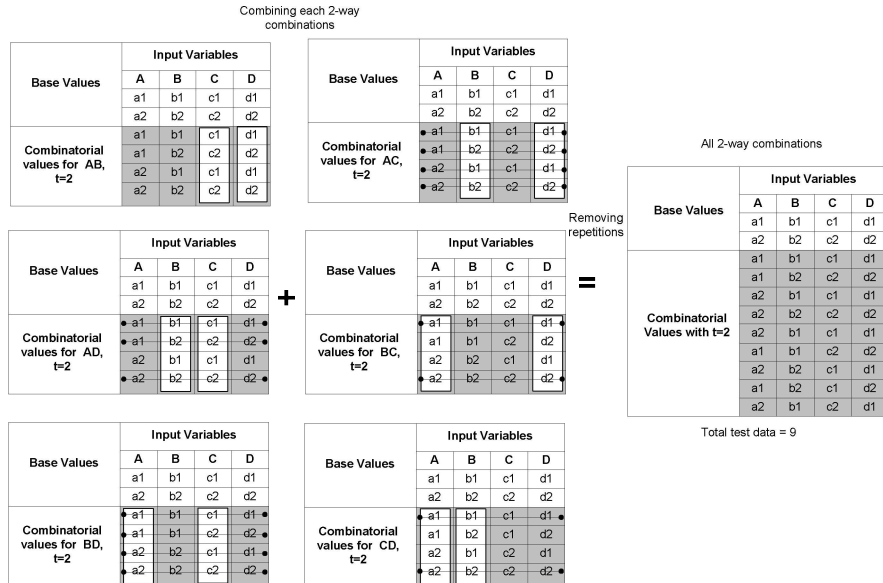 Combining each 2-way
combinations
Input Variables
Base Values
A B C D
a1 b1 c1 d1
a2 b2 c2 d2
Combinatorial
values for AB,
t=2
a1 b1 c1 d1
a1 b2 c2 d2
a2 b1 c1 d1
a2 b2 c2 d2
Input Variables
Base Values
A B C D
a1 b1 c1 d1
a2 b2 c2 d2
Combinatorial
values for AC,
t=2
a1 b1 c1 d1
a1 b2 c2 d2
a2 b1 c1 d1
a2 b2 c2 d2
Input Variables
Base Values
A B C D
a1 b1 c1 d1
a2 b2 c2 d2
Combinatorial
values for AD,
t=2
a1 b1 c1 d1
a1 b2 c2 d2
a2 b1 c1 d1
a2 b2 c2 d2
+
Input Variables
Base Values
A B C D
a1 b1 c1 d1
a2 b2 c2 d2
Combinatorial
values for BC,
t=2
a1 b1 c1 d1
a1 b1 c2 d2
a2 b2 c1 d1
a2 b2 c2 d2
Input Variables
Base Values
A B C D
a1 b1 c1 d1
a2 b2 c2 d2
Combinatorial
values for BD,
t=2
a1 b1 c1 d1
a1 b1 c2 d2
a2 b2 c1 d1
a2 b2 c2 d2
Input Variables
Base Values
A B C D
a1 b1 c1 d1
a2 b2 c2 d2
Combinatorial
values for CD,
t=2
a1 b1 c1 d1
a1 b2 c1 d2
a2 b1 c2 d1
a2 b2 c2 d2
Removing
repetitions
=
All 2-way combinations
Input Variables
Base Values
A B C D
a1 b1 c1 d1
a2 b2 c2 d2
Combinatorial
Values with t=2
a1 b1 c1 d1
a1 b2 c2 d2
a2 b1 c1 d1
a2 b2 c2 d2
a2 b1 c1 d1
a1 b1 c2 d2
a2 b2 c1 d1
a1 b2 c1 d2
a2 b1 c2 d1
Total test data = 9